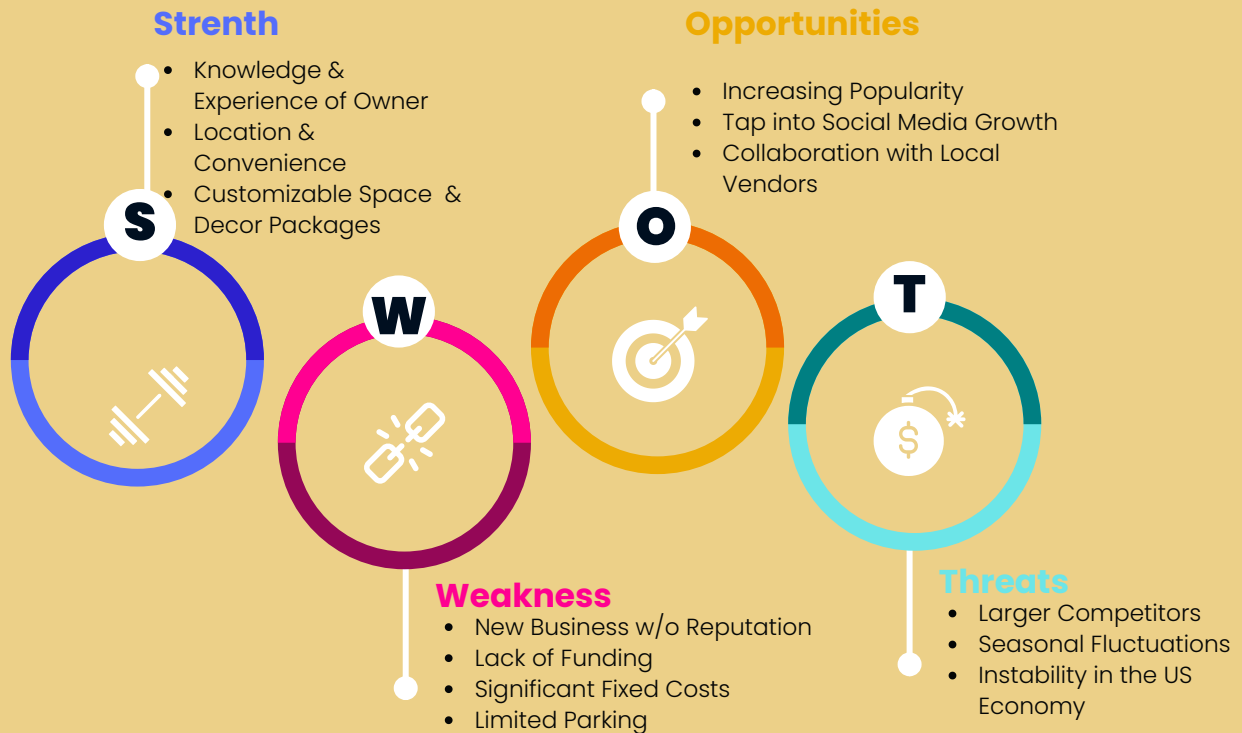 Strenth
• Knowledge &
Experience of Owner
• Location &
Convenience
• Customizable Space &
Decor Packages
S
Opportunities
• Increasing Popularity
• Tap into Social Media Growth
• Collaboration with Local
Vendors
O
W
Weakness
• New Business w/o Reputation
• Lack of Funding
• Significant Fixed Costs
• Limited Parking
T
$
Threats
• Larger Competitors
• Seasonal Fluctuations
• Instability in the US
Economy